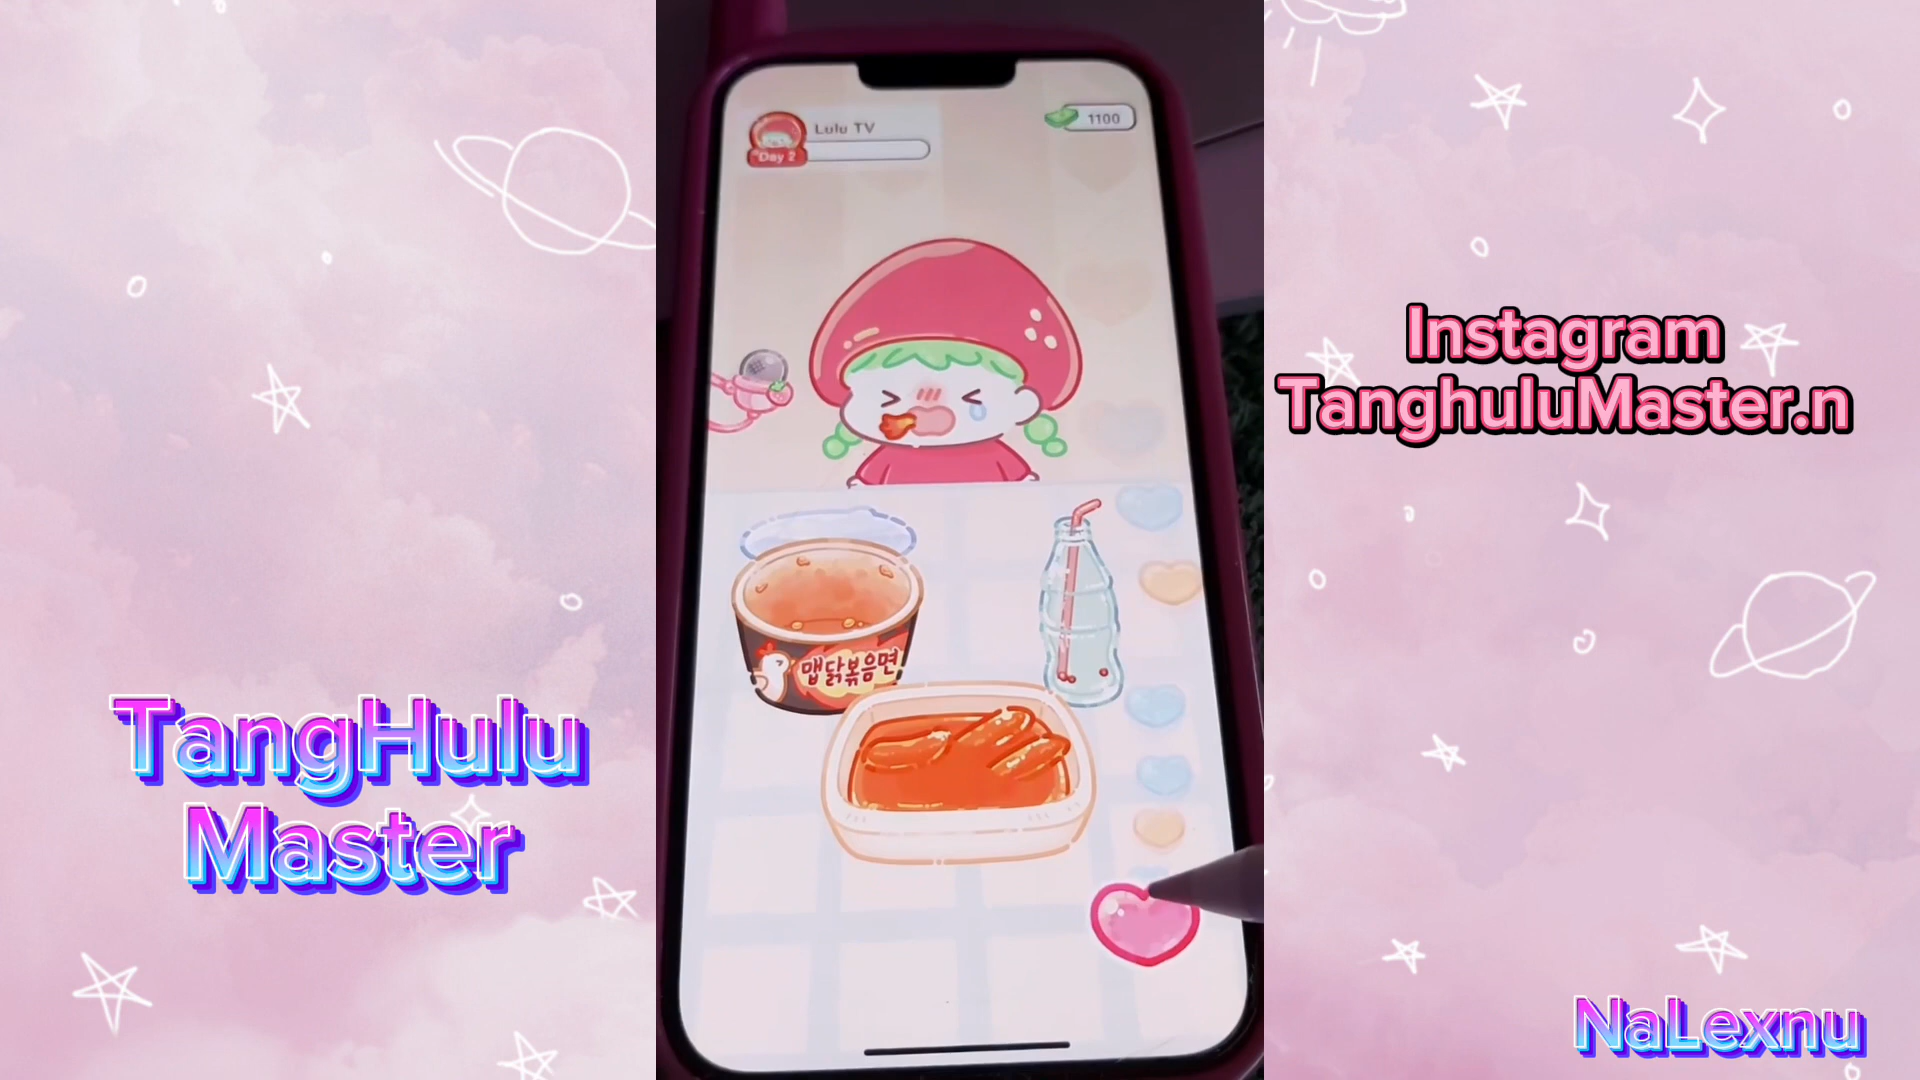 Lulu TV
Day 2
1100
맵닭볶음면
TangHulu
Master
Instagram
TanghuluMaster.n
NaLexnu